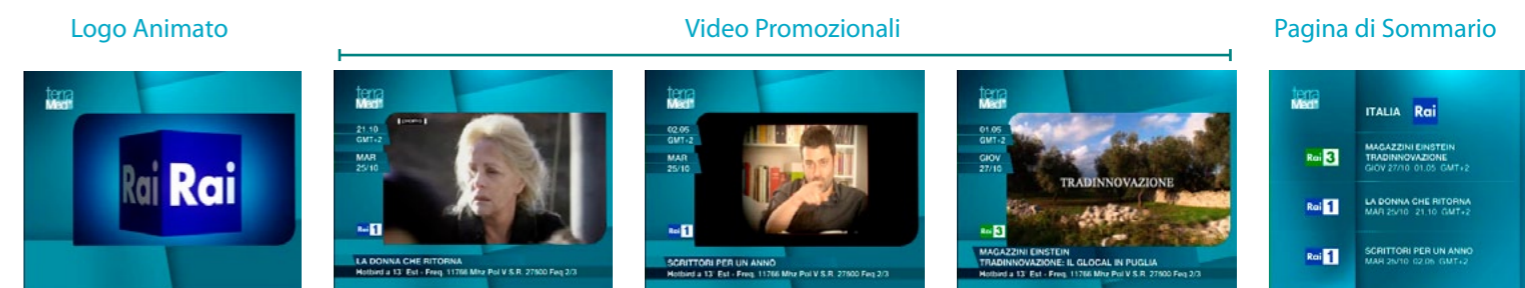 Logo Animato
Video Promozionali
Pagina di Sommario
terra
Med+
Rai Rai
terra
Med+
promo
21.10
GMT+2
MAR
25/10
Rai 1
LA DONNA CHE RITORNA
Hotbird a 13° Est - Freq. 11766 Mhz Pol V S.R. 27500 Feq 2/3
terra
Med+
02.05
GMT+2
MAR
25/10
Rai 1
SCRITTORI PER UN ANNO
Hotbird a 13° Est - Freq. 11766 Mhz Pol V S.R. 27500 Feq 2/3
terra
Med+
01.05
GMT+2
GIOV
27/10
TRADINNOVAZIONE
Rai 3
MAGAZZINI EINSTEIN
TRADINNOVAZIONE: IL GLOCAL IN PUGLIA
Hotbird a 13° Est - Freq. 11766 Mhz Pol V S.R. 27500 Feq 2/3
terra
Med+
ITALIA Rai
Rai 3
MAGAZZINI EINSTEIN
TRADINNOVAZIONE
GIOV 27/10 01.05 GMT+2
Rai 1
LA DONNA CHE RITORNA
MAR 25/10 21.10 GMT+2
Rai 1
SCRITTORI PER UN ANNO
MAR 25/10 02.05 GMT+2